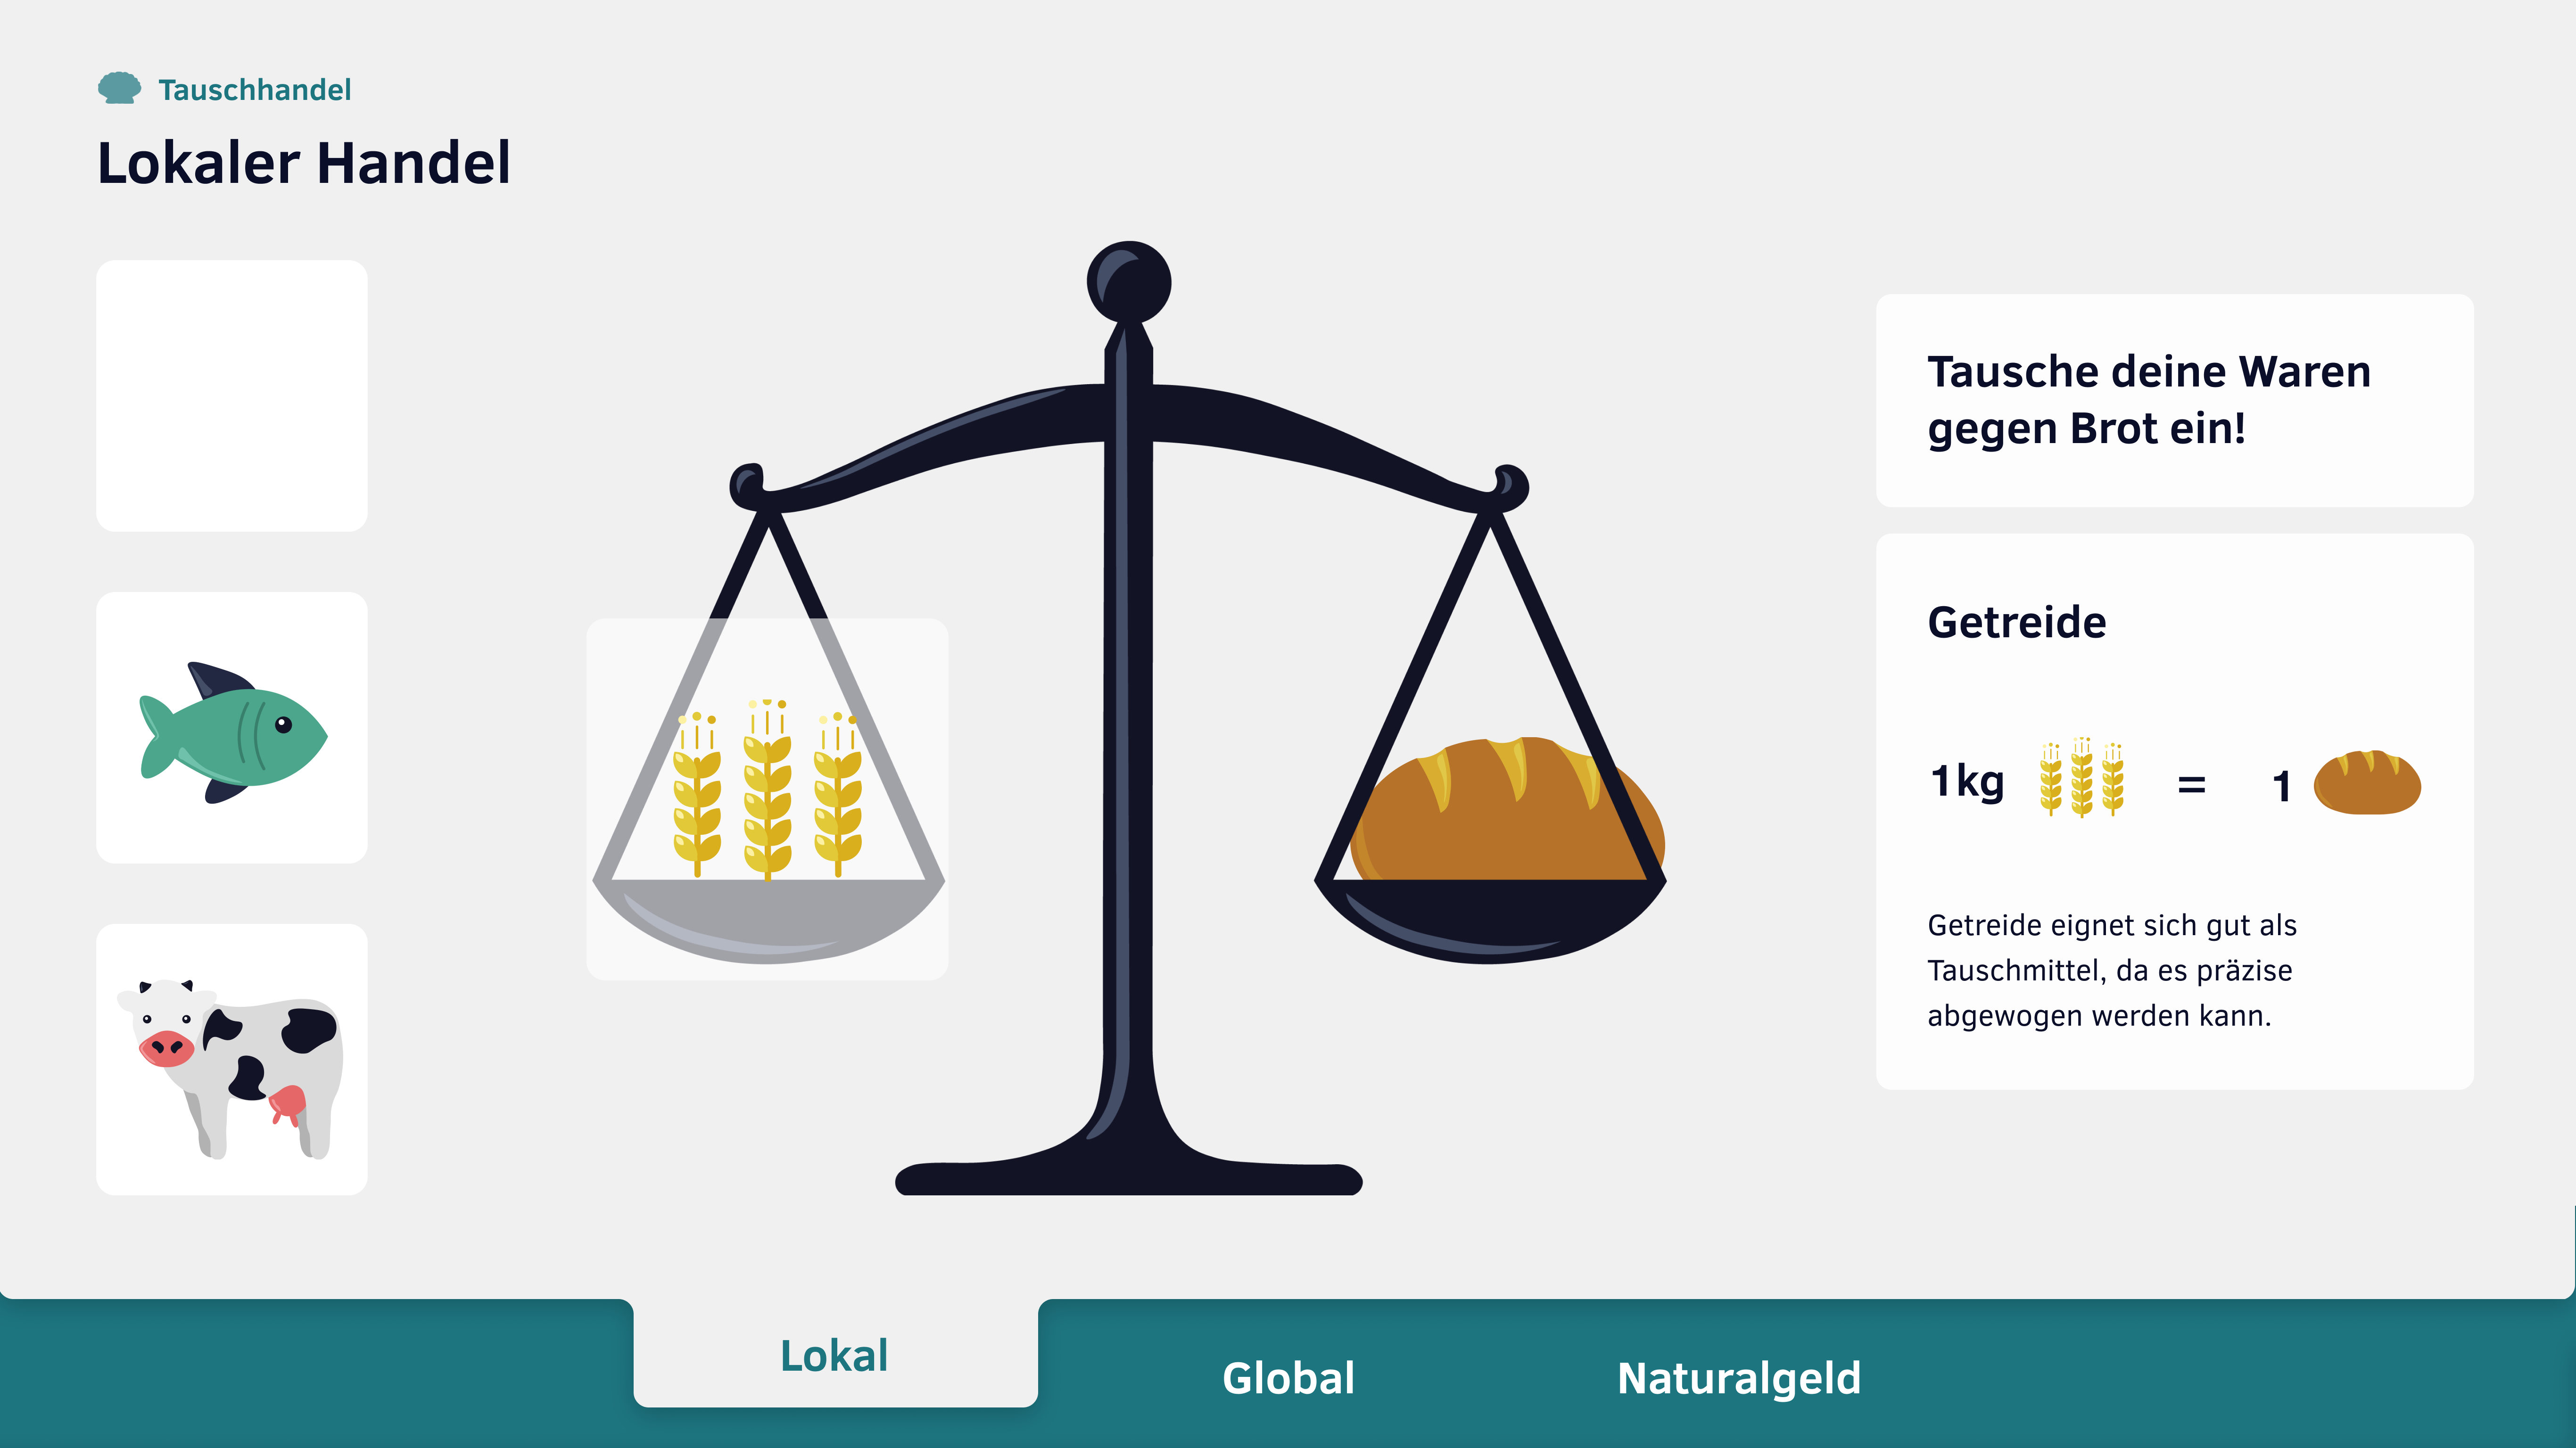 Tauschhandel
Lokaler Handel
Tausche deine Waren
gegen Brot ein!
Getreide
1kg = 1
Getreide eignet sich gut als
Tauschmittel, da es präzise
abgewogen werden kann.
Lokal
Global
Naturalgeld